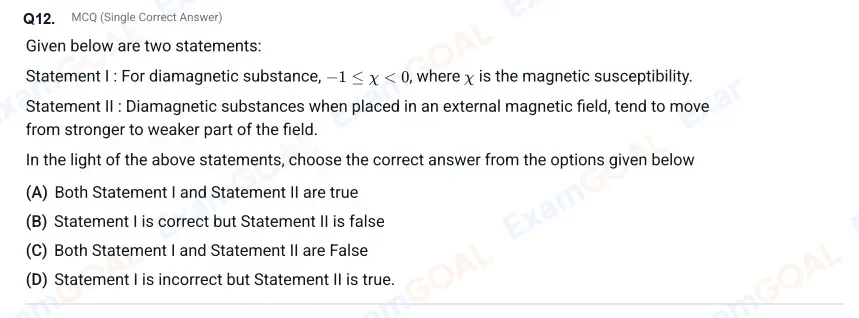 Q12. MCQ (Single Correct Answer)
Given below are two statements:
Statement I : For diamagnetic substance, −1 ≤ χ < 0, where χ is the magnetic susceptibility.
Statement II : Diamagnetic substances when placed in an external magnetic field, tend to move
from stronger to weaker part of the field.
In the light of the above statements, choose the correct answer from the options given below
(A) Both Statement I and Statement II are true
(B) Statement I is correct but Statement II is false
(C) Both Statement I and Statement II are False
(D) Statement I is incorrect but Statement II is true.